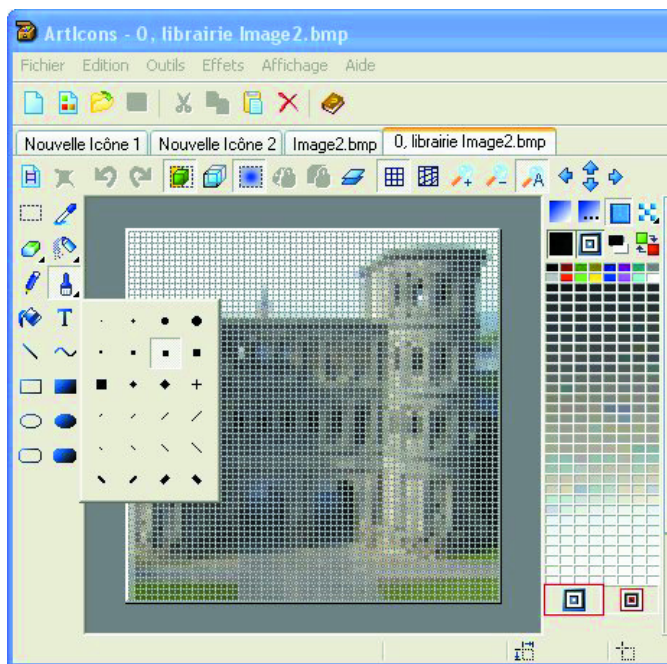 ArtIcons - 0, librairie Image2.bmp
Fichier Edition Outils Effets Affichage Aide
Nouvelle Icône 1 Nouvelle Icône 2 Image2.bmp 0, librairie Image2.bmp
A
T